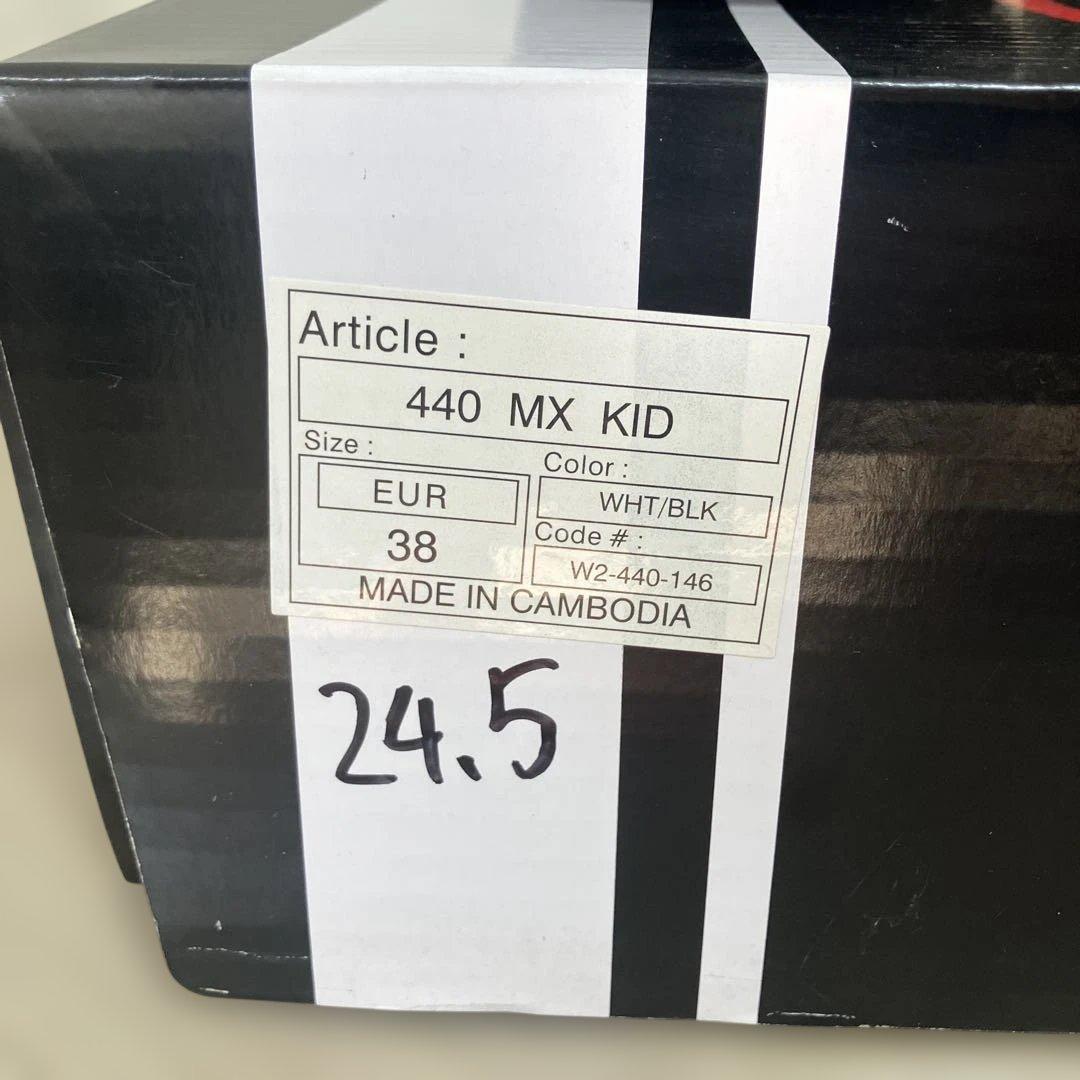 Article :
440 MX KID
Size :
EUR
38
Color :
WHT/BLK
Code # :
W2-440-146
MADE IN CAMBODIA
24.5